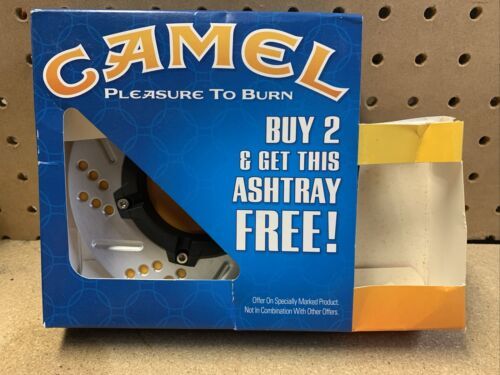 CAMEL
PLEASURE TO BURN
BUY 2
& GET THIS
ASHTRAY
FREE!
Offer On Specially Marked Product.
Not In Combination With Other Offers.